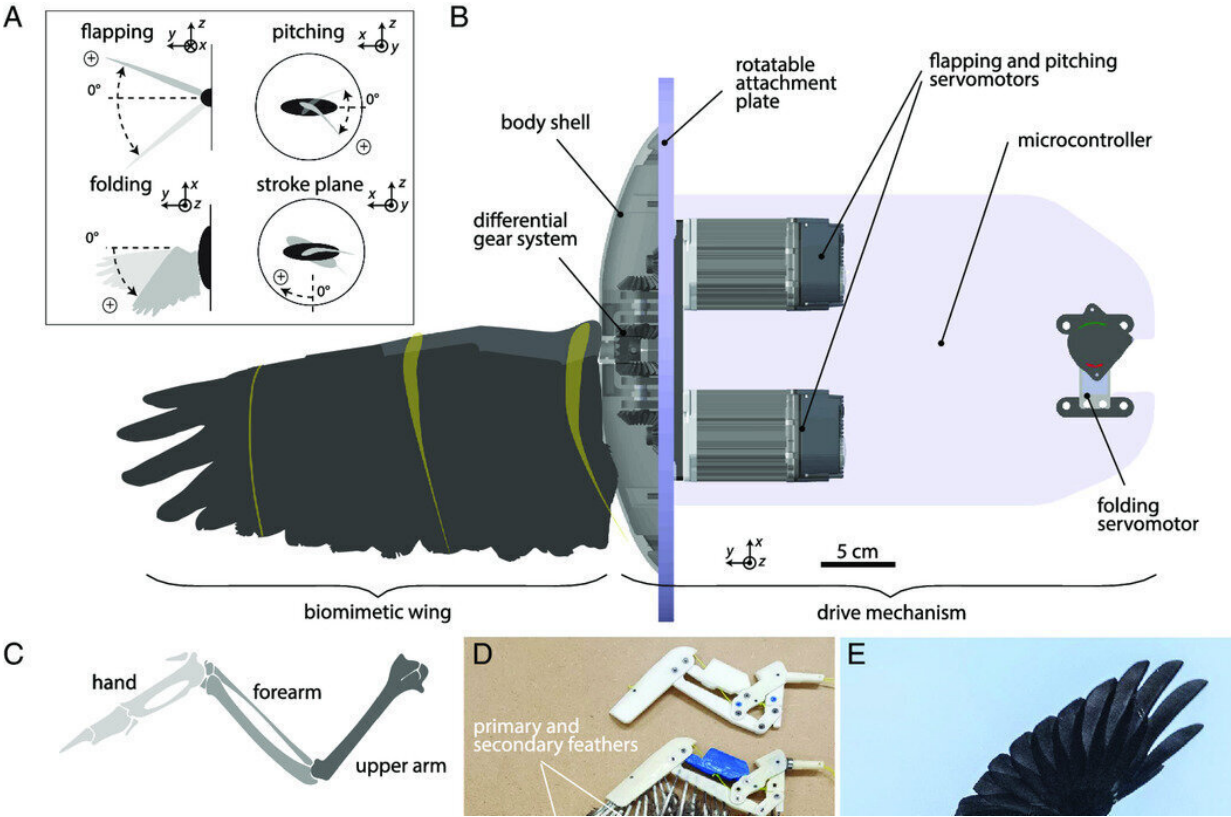 A
flapping
y z x
+
0°
pitching
x z y
0°
+
folding
y x z
0°
+
stroke plane
x z y
+
0°
B
rotatable
attachment
plate
flapping and pitching
servomotors
body shell
microcontroller
differential
gear system
folding
servomotor
y x z
5 cm
biomimetic wing
drive mechanism
C
hand
forearm
upper arm
D
primary and
secondary feathers
E